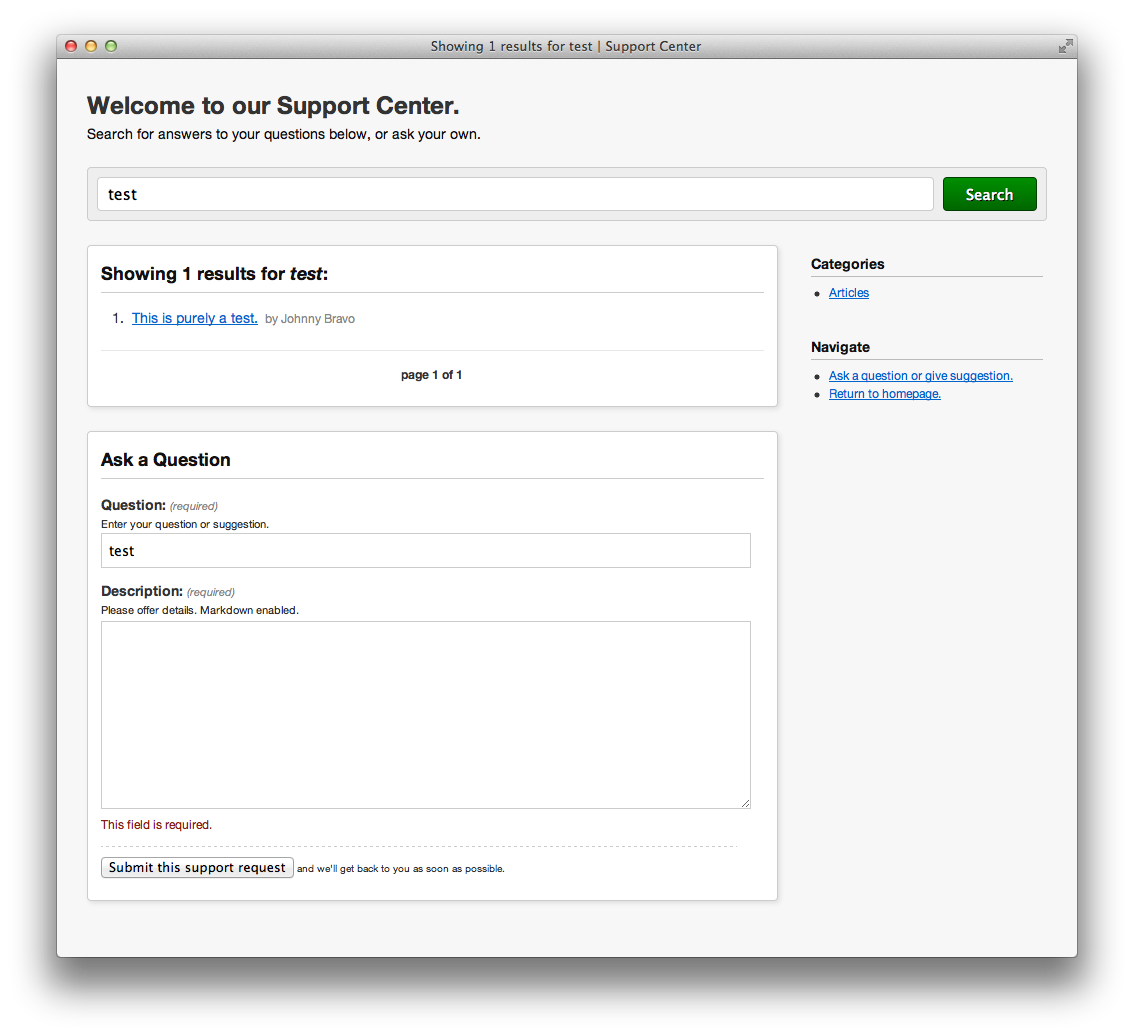 Showing 1 results for test | Support Center
Welcome to our Support Center.
Search for answers to your questions below, or ask your own.
test
Search
Showing 1 results for test:
1. This is purely a test. by Johnny Bravo
page 1 of 1
Categories
Articles
Navigate
Ask a question or give suggestion.
Return to homepage.
Ask a Question
Question: (required)
Enter your question or suggestion.
test
Description: (required)
Please offer details. Markdown enabled.
This field is required.
Submit this support request and we'll get back to you as soon as possible.